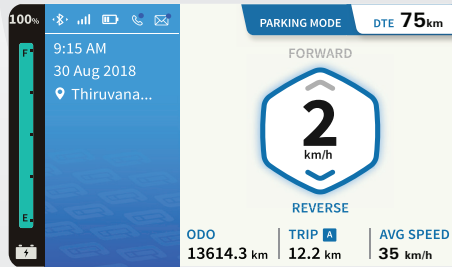 100%
F
E
9:15 AM
30 Aug 2018
Thiruvana...
PARKING MODE
DTE 75km
FORWARD
2
km/h
REVERSE
ODO
13614.3 km
TRIP A
12.2 km
AVG SPEED
35 km/h